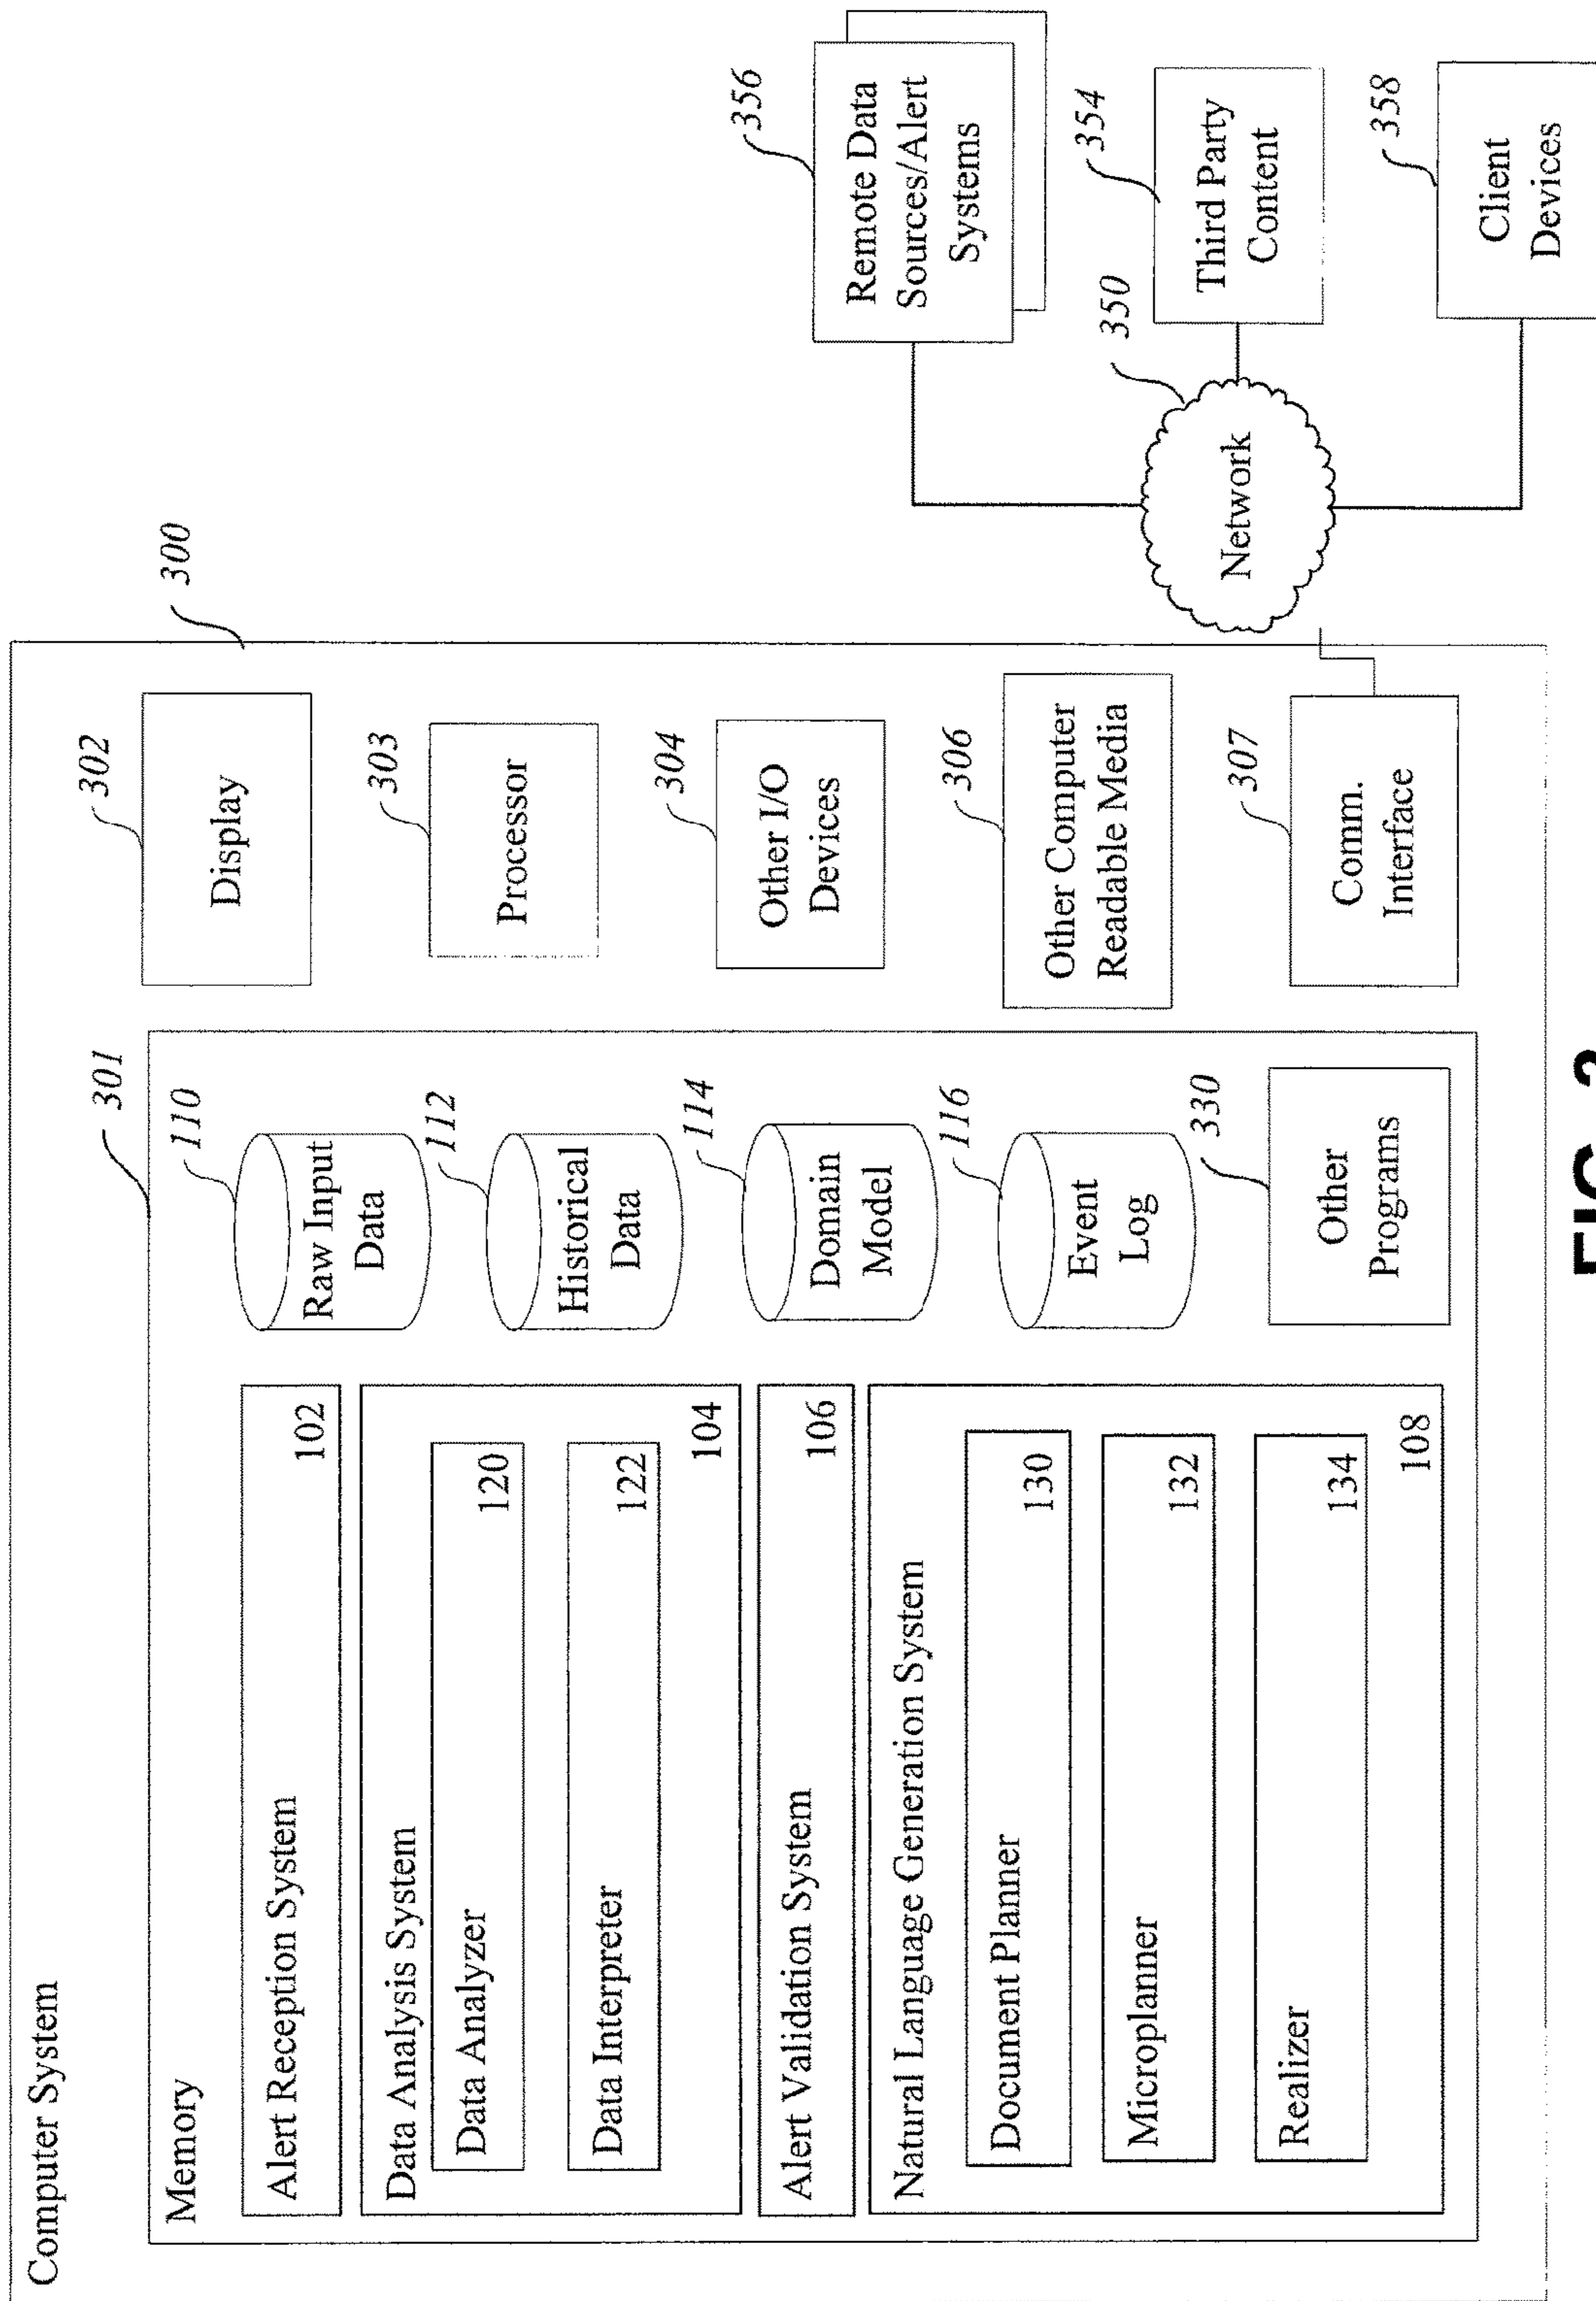 Computer System
300
Memory
301
Alert Reception System
102
Data Analysis System
Data Analyzer
120
Data Interpreter
122
104
Alert Validation System
106
Natural Language Generation System
Document Planner
130
Microplanner
132
Realizer
134
108
110
Raw Input
Data
112
Historical
Data
114
Domain
Model
116
Event
Log
330
Other
Programs
302
Display
303
Processor
304
Other I/O
Devices
306
Other Computer
Readable Media
307
Comm.
Interface
350
Network
356
Remote Data
Sources/Alert
Systems
354
Third Party
Content
358
Client
Devices
FIG.